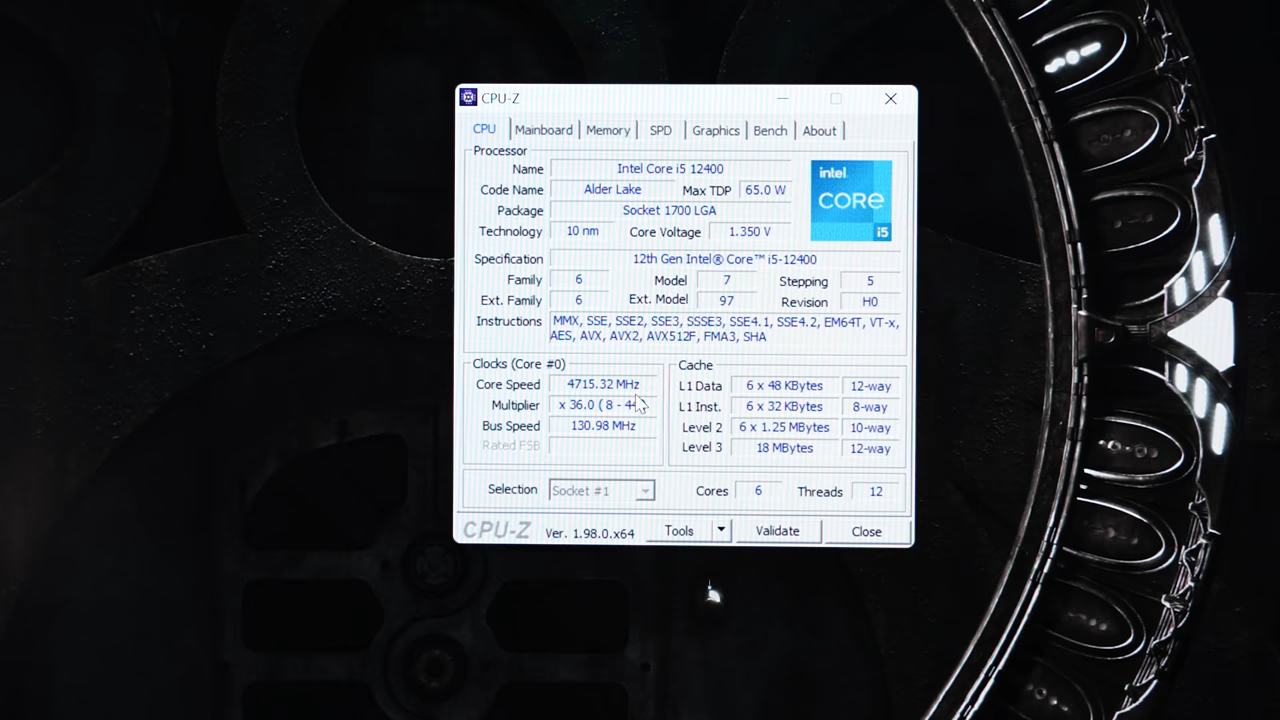 CPU-Z
CPU Mainboard Memory SPD Graphics Bench About
Processor
Name Intel Core i5 12400
Code Name Alder Lake Max TDP 65.0 W
Package Socket 1700 LGA
Technology 10 nm Core Voltage 1.350 V
intel
CORE
i5
Specification 12th Gen Intel® Core™ i5-12400
Family 6 Model 7 Stepping 5
Ext. Family 6 Ext. Model 97 Revision H0
Instructions MMX, SSE, SSE2, SSE3, SSSE3, SSE4.1, SSE4.2, EM64T, VT-x,
AES, AVX, AVX2, AVX512F, FMA3, SHA
Clocks (Core #0)
Core Speed 4715.32 MHz
Multiplier x 36.0 ( 8 -
Bus Speed 130.98 MHz
Rated FSB
Cache
L1 Data 6 x 48 KBytes 12-way
L1 Inst. 6 x 32 KBytes 8-way
Level 2 6 x 1.25 MBytes 10-way
Level 3 18 MBytes 12-way
Selection Socket #1 Cores 6 Threads 12
CPU-Z Ver. 1.98.0.x64 Tools Validate Close